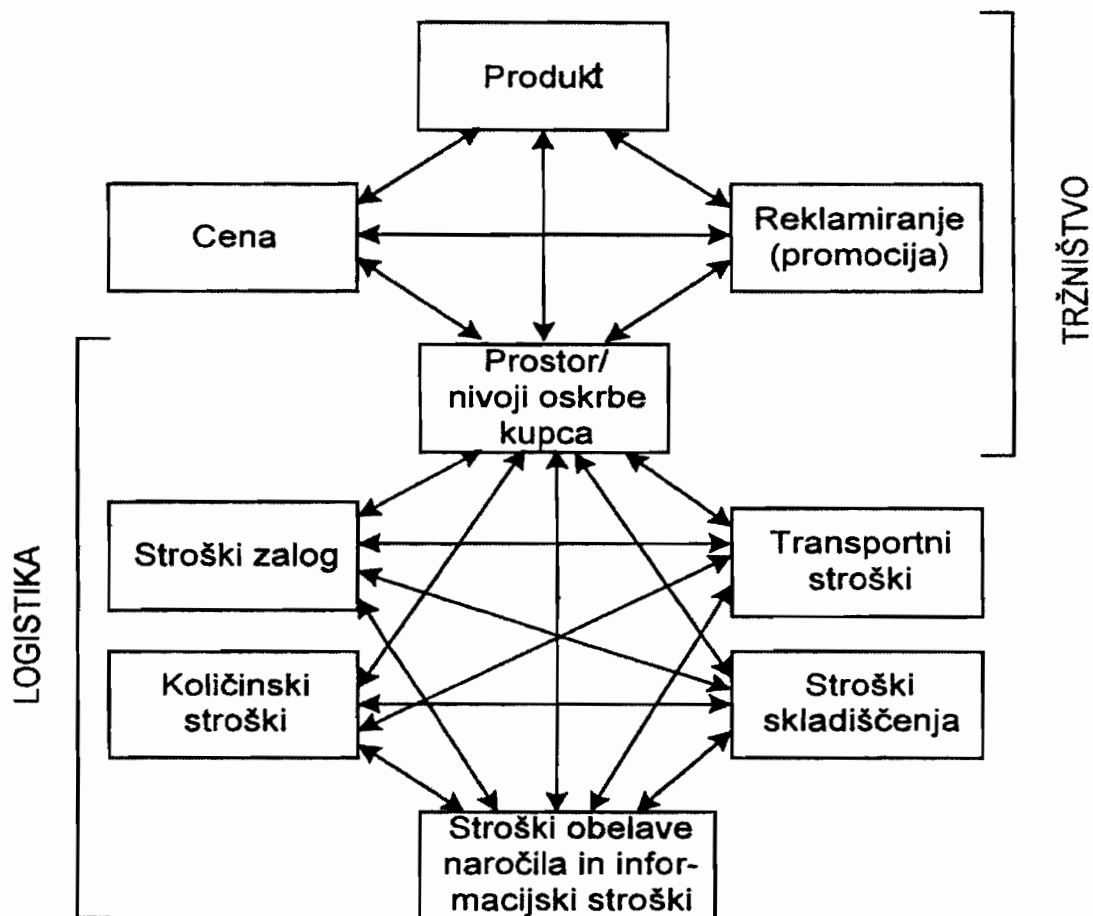 Produkt
Cena
Reklamiranje
(promocija)
TRŽNIŠTVO
Prostor/
nivoji oskrbe
kupca
LOGISTIKA
Stroški zalog
Transportni
stroški
Količinski
stroški
Stroški
skladiščenja
Stroški obelave
naročila in infor-
macijski stroški